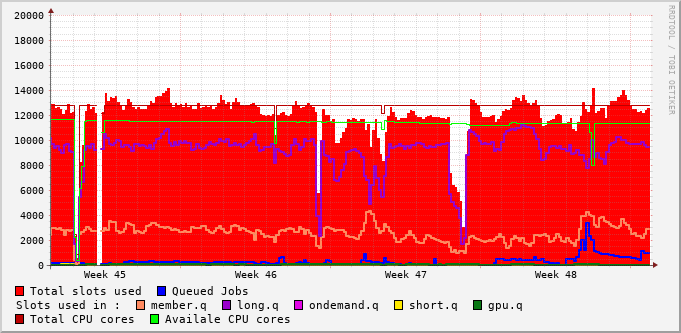 20000
18000
16000
14000
12000
10000
8000
6000
4000
2000
0
Week 45 Week 46 Week 47 Week 48
RRDTOOL / TOBI OETIKER
Total slots used Queued Jobs
Slots used in : member.q long.q ondemand.q short.q gpu.q
Total CPU cores Availale CPU cores